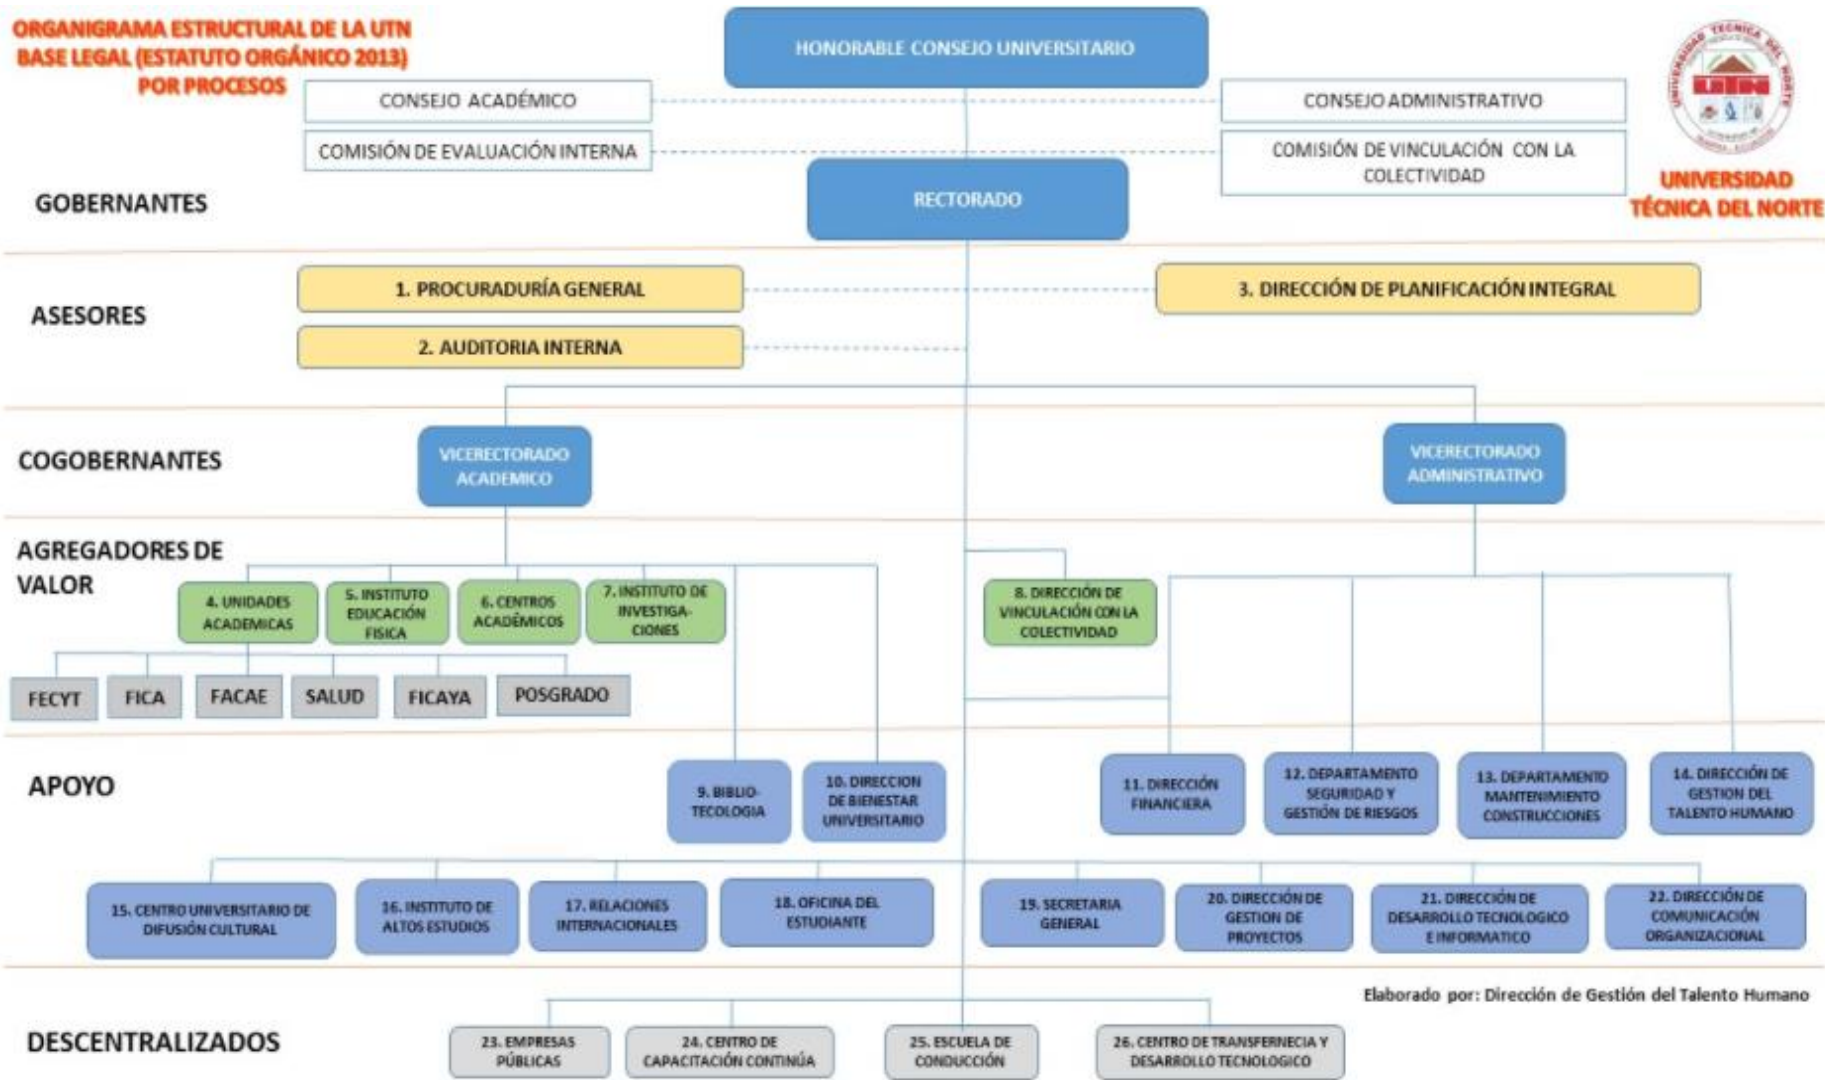 ORGANIGRAMA ESTRUCTURAL DE LA UTN
BASE LEGAL (ESTATUTO ORGÁNICO 2013)
POR PROCESOS
HONORABLE CONSEJO UNIVERSITARIO
CONSEJO ACADÉMICO
CONSEJO ADMINISTRATIVO
COMISIÓN DE EVALUACIÓN INTERNA
COMISIÓN DE VINCULACIÓN CON LA
COLECTIVIDAD
UNIVERSIDAD TECNICA DEL NORTE
UTN
UNIVERSIDAD
TÉCNICA DEL NORTE
GOBERNANTES
RECTORADO
ASESORES
1. PROCURADURÍA GENERAL
3. DIRECCIÓN DE PLANIFICACIÓN INTEGRAL
2. AUDITORIA INTERNA
COGOBERNANTES
VICERECTORADO
ACADEMICO
VICERECTORADO
ADMINISTRATIVO
AGREGADORES DE
VALOR
4. UNIDADES
ACADEMICAS
5. INSTITUTO
EDUCACIÓN
FISICA
6. CENTROS
ACADÉMICOS
7. INSTITUTO DE
INVESTIGA-
CIONES
8. DIRECCIÓN DE
VINCULACIÓN CON LA
COLECTIVIDAD
FECYT
FICA
FACAE
SALUD
FICAYA
POSGRADO
APOYO
9. BIBLIO-
TECOLOGIA
10. DIRECCION
DE BIENESTAR
UNIVERSITARIO
11. DIRECCIÓN
FINANCIERA
12. DEPARTAMENTO
SEGURIDAD Y
GESTIÓN DE RIESGOS
13. DEPARTAMENTO
MANTENIMIENTO
CONSTRUCCIONES
14. DIRECCIÓN DE
GESTION DEL
TALENTO HUMANO
15. CENTRO UNIVERSITARIO DE
DIFUSIÓN CULTURAL
16. INSTITUTO DE
ALTOS ESTUDIOS
17. RELACIONES
INTERNACIONALES
18. OFICINA DEL
ESTUDIANTE
19. SECRETARIA
GENERAL
20. DIRECCIÓN DE
GESTION DE
PROYECTOS
21. DIRECCIÓN DE
DESARROLLO TECNOLOGICO
E INFORMATICO
22. DIRECCIÓN DE
COMUNICACIÓN
ORGANIZACIONAL
Elaborado por: Dirección de Gestión del Talento Humano
DESCENTRALIZADOS
23. EMPRESAS
PÚBLICAS
24. CENTRO DE
CAPACITACIÓN CONTINÚA
25. ESCUELA DE
CONDUCCIÓN
26. CENTRO DE TRANSFERNECIA Y
DESARROLLO TECNOLOGICO